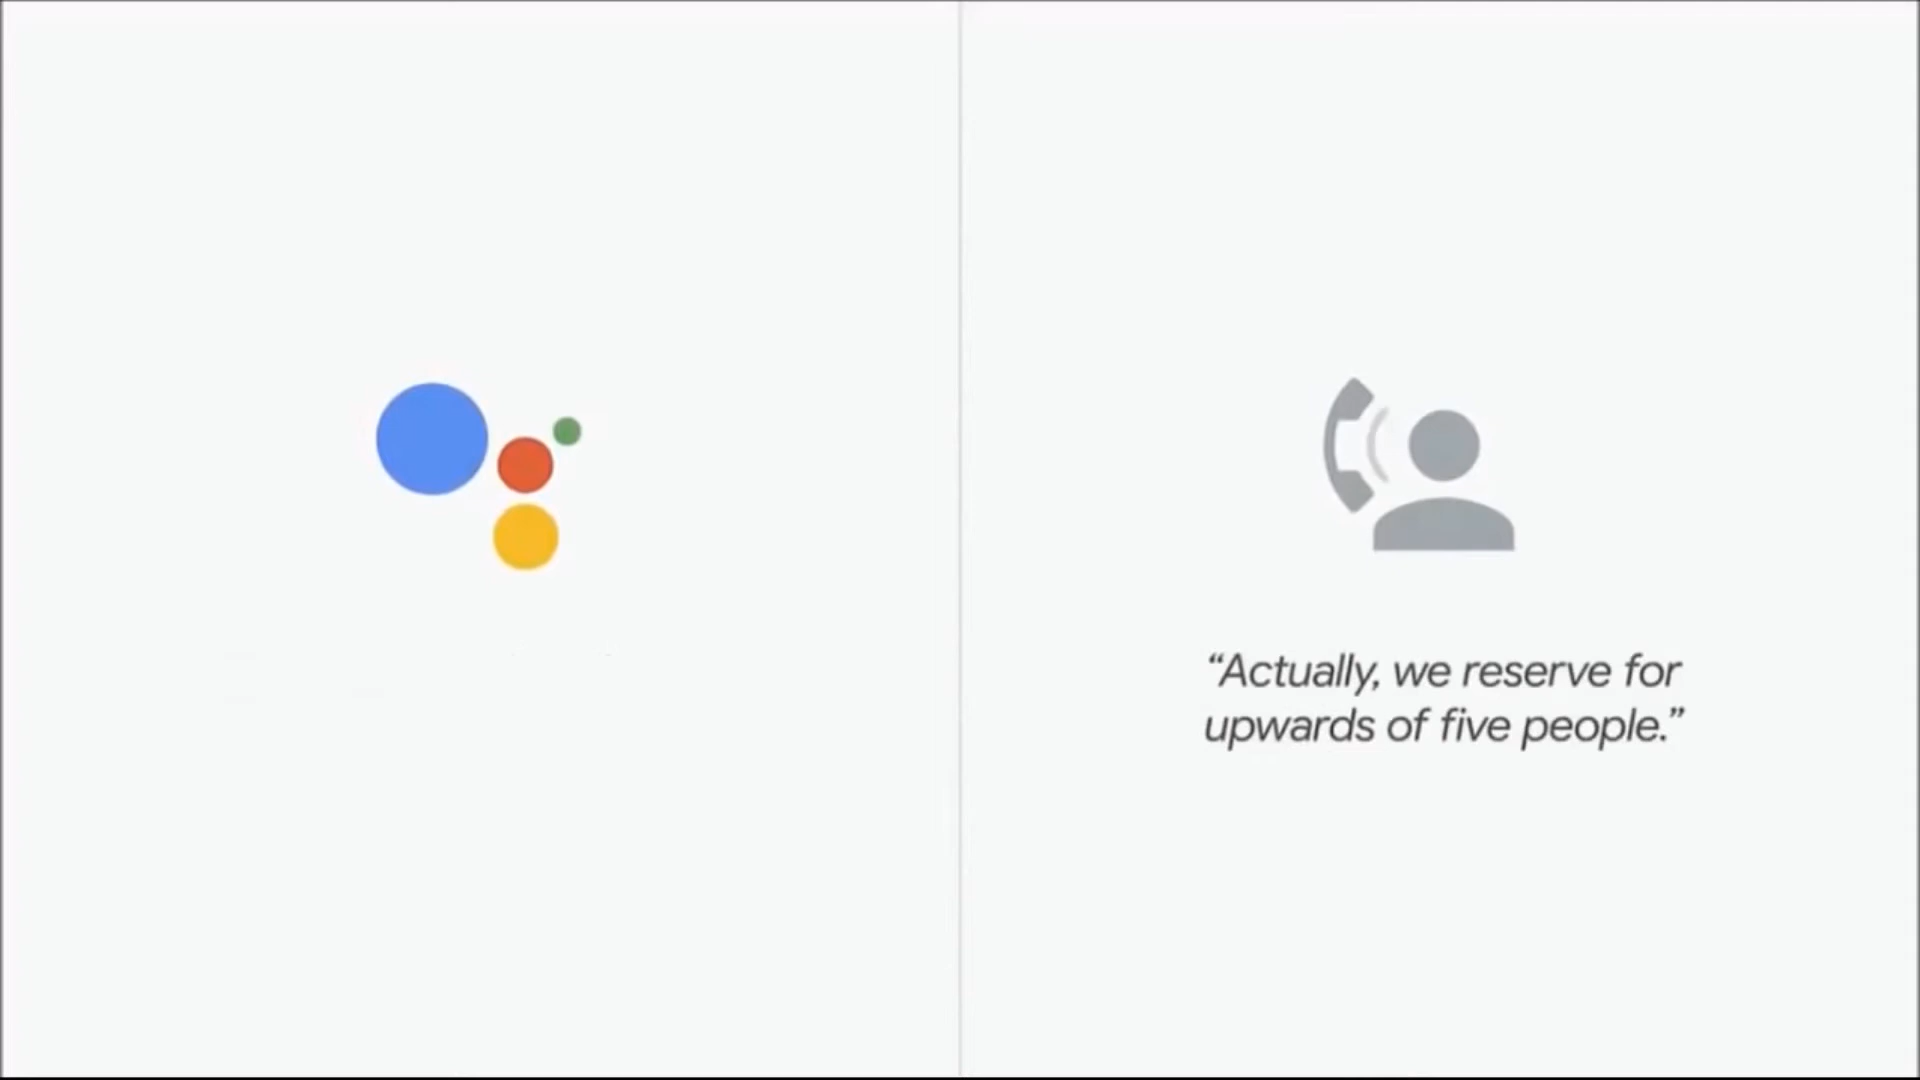 “Actually, we reserve for
upwards of five people.”